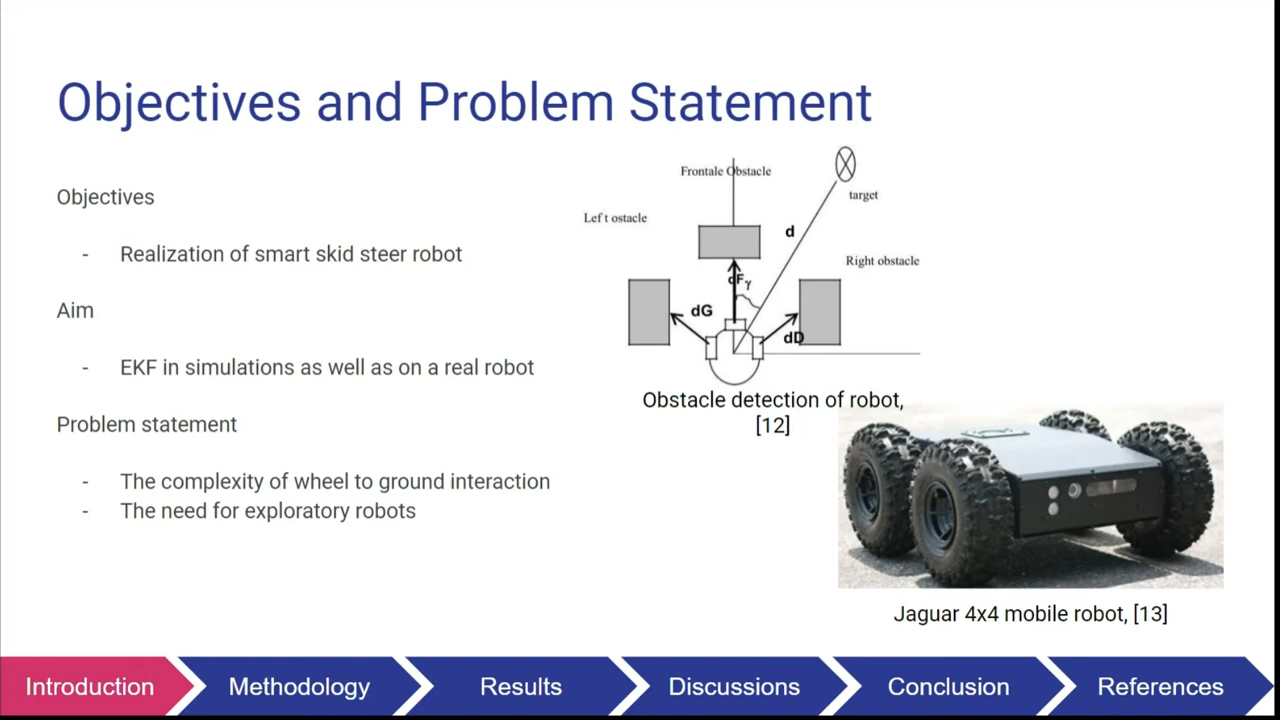 Objectives and Problem Statement
Objectives
- Realization of smart skid steer robot
Aim
- EKF in simulations as well as on a real robot
Problem statement
- The complexity of wheel to ground interaction
- The need for exploratory robots
Frontale Obstacle
target
Left ostacle
d
Right obstacle
dF γ
dG
dD
Obstacle detection of robot,
[12]
Jaguar 4x4 mobile robot, [13]
Introduction
Methodology
Results
Discussions
Conclusion
References